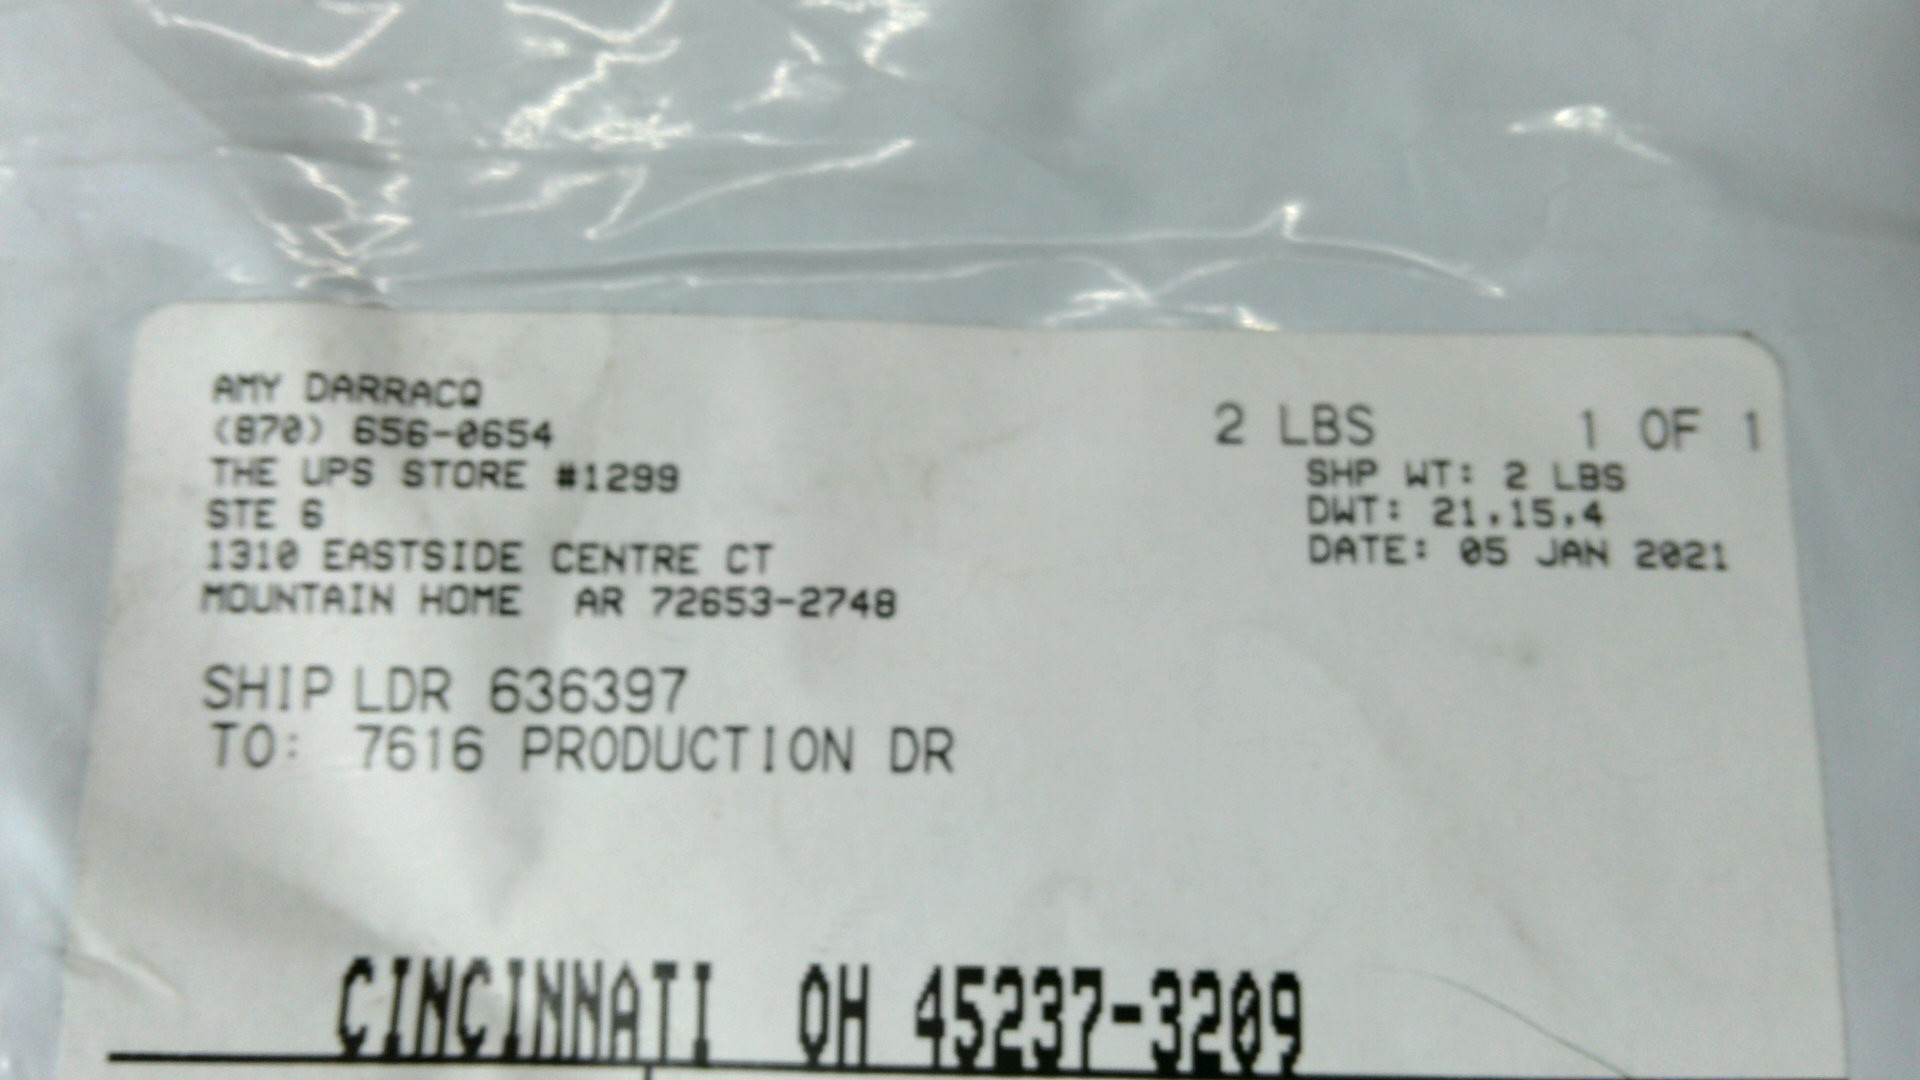 AMY DARRACQ
(870) 656-0654
THE UPS STORE #1299
STE 6
1310 EASTSIDE CENTRE CT
MOUNTAIN HOME AR 72653-2748
2 LBS 1 OF 1
SHP WT: 2 LBS
DWT: 21,15,4
DATE: 05 JAN 2021
SHIP LDR 636397
TO: 7616 PRODUCTION DR
CINCINNATI OH 45237-3209